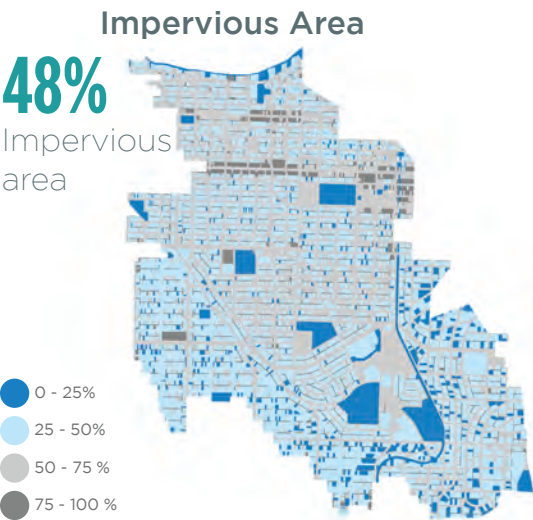 Impervious Area
48%
Impervious
area
0 - 25%
25 - 50%
50 - 75 %
75 - 100 %